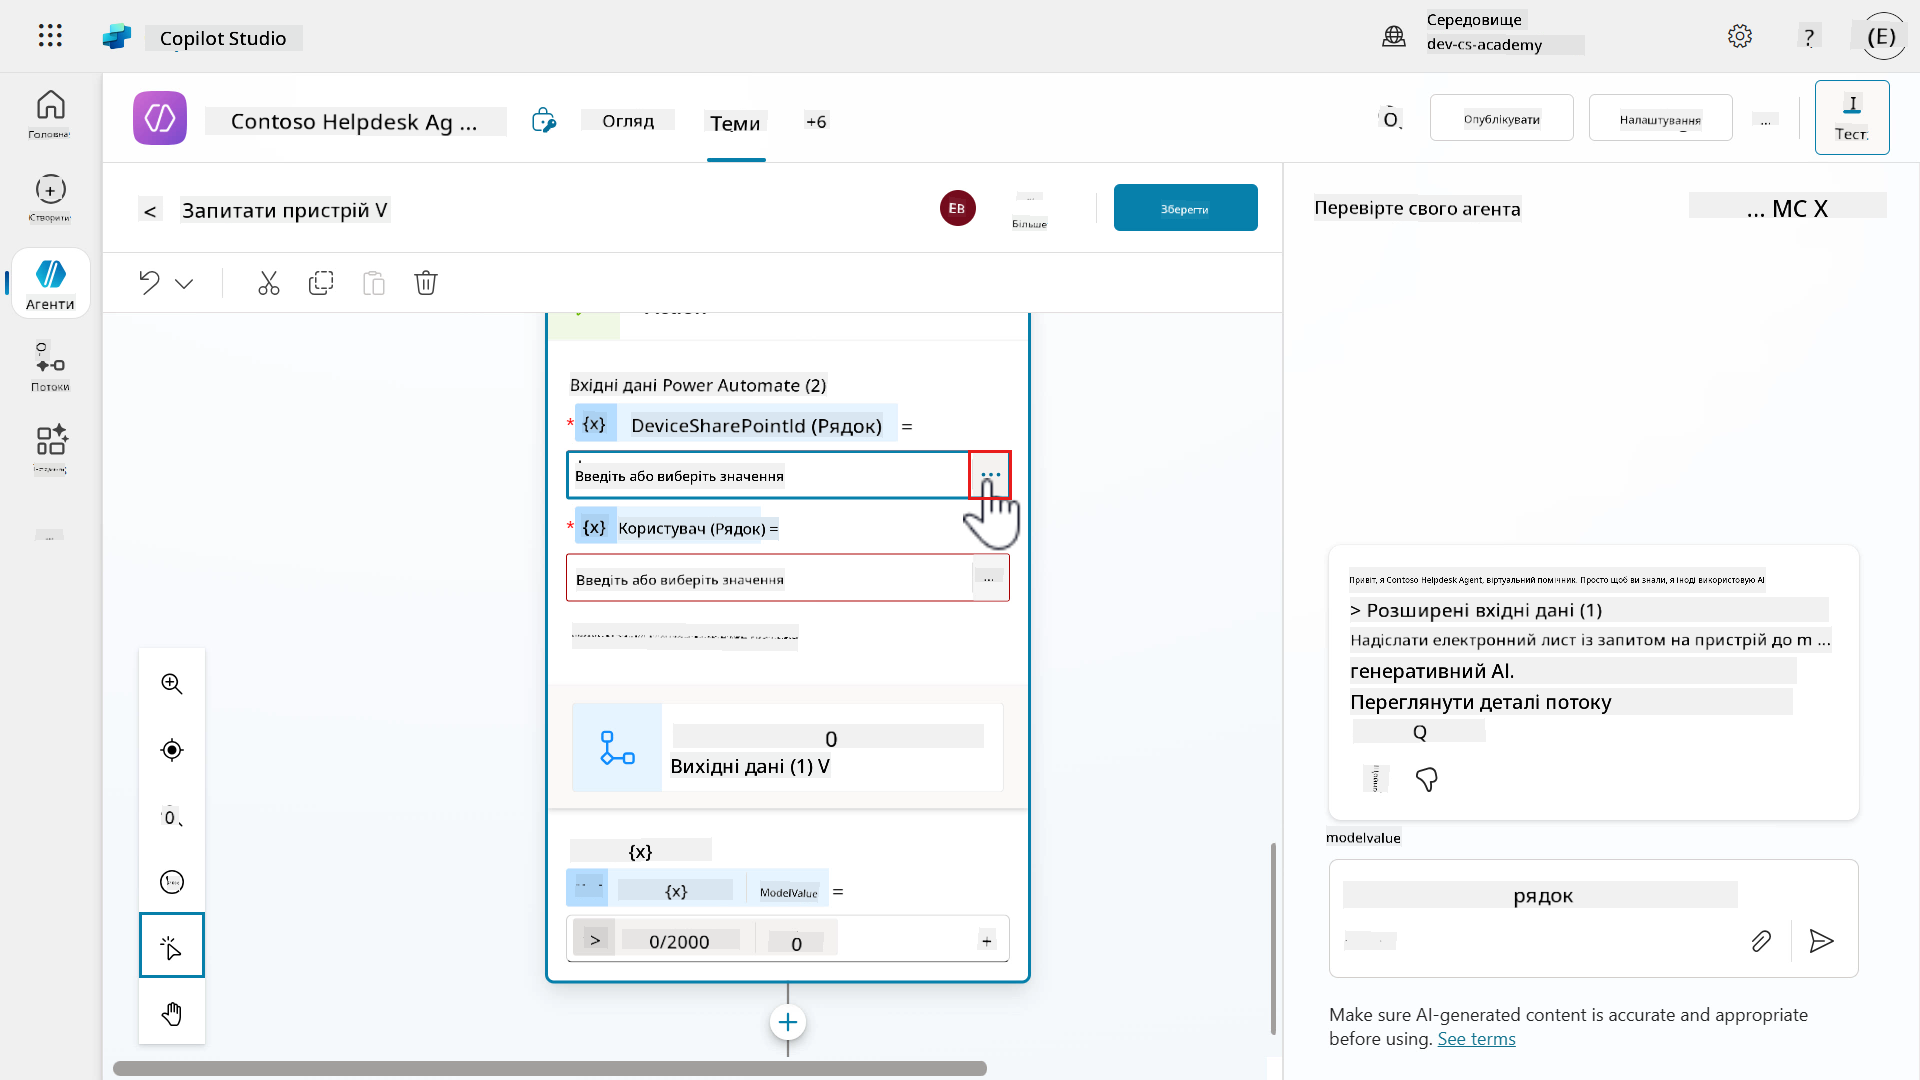 Copilot Studio
Середовище
dev-cs-academy
?
(E)
Contoso Helpdesk Ag ...
Огляд
Теми
+6
Опублікувати
Налаштування
...
Тест
Головна
Створити
Агенти
Потоки
< Запитати пристрій V
EB
Більше
Зберегти
Перевірте свого агента
... MC X
Action
Вхідні дані Power Automate (2)
* {x} DeviceSharePointId (Рядок) =
Введіть або виберіть значення
...
* {x} Користувач (Рядок) =
Введіть або виберіть значення
...
0
Вихідні дані (1) V
{x}
{x} ModelValue =
> 0/2000 0 +
Привіт, я Contoso Helpdesk Agent, віртуальний помічник. Просто щоб ви знали, я іноді використовую AI
> Розширені вхідні дані (1)
Надіслати електронний лист із запитом на пристрій до m ...
генеративний AI.
Переглянути деталі потоку
Q
modelvalue
рядок
Make sure AI-generated content is accurate and appropriate
before using. See terms